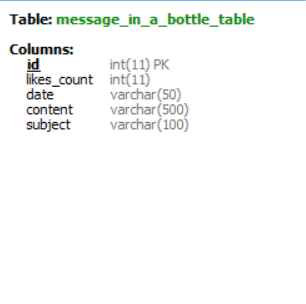 Table: message_in_a_bottle_table
Columns:
id int(11) PK
likes_count int(11)
date varchar(50)
content varchar(500)
subject varchar(100)